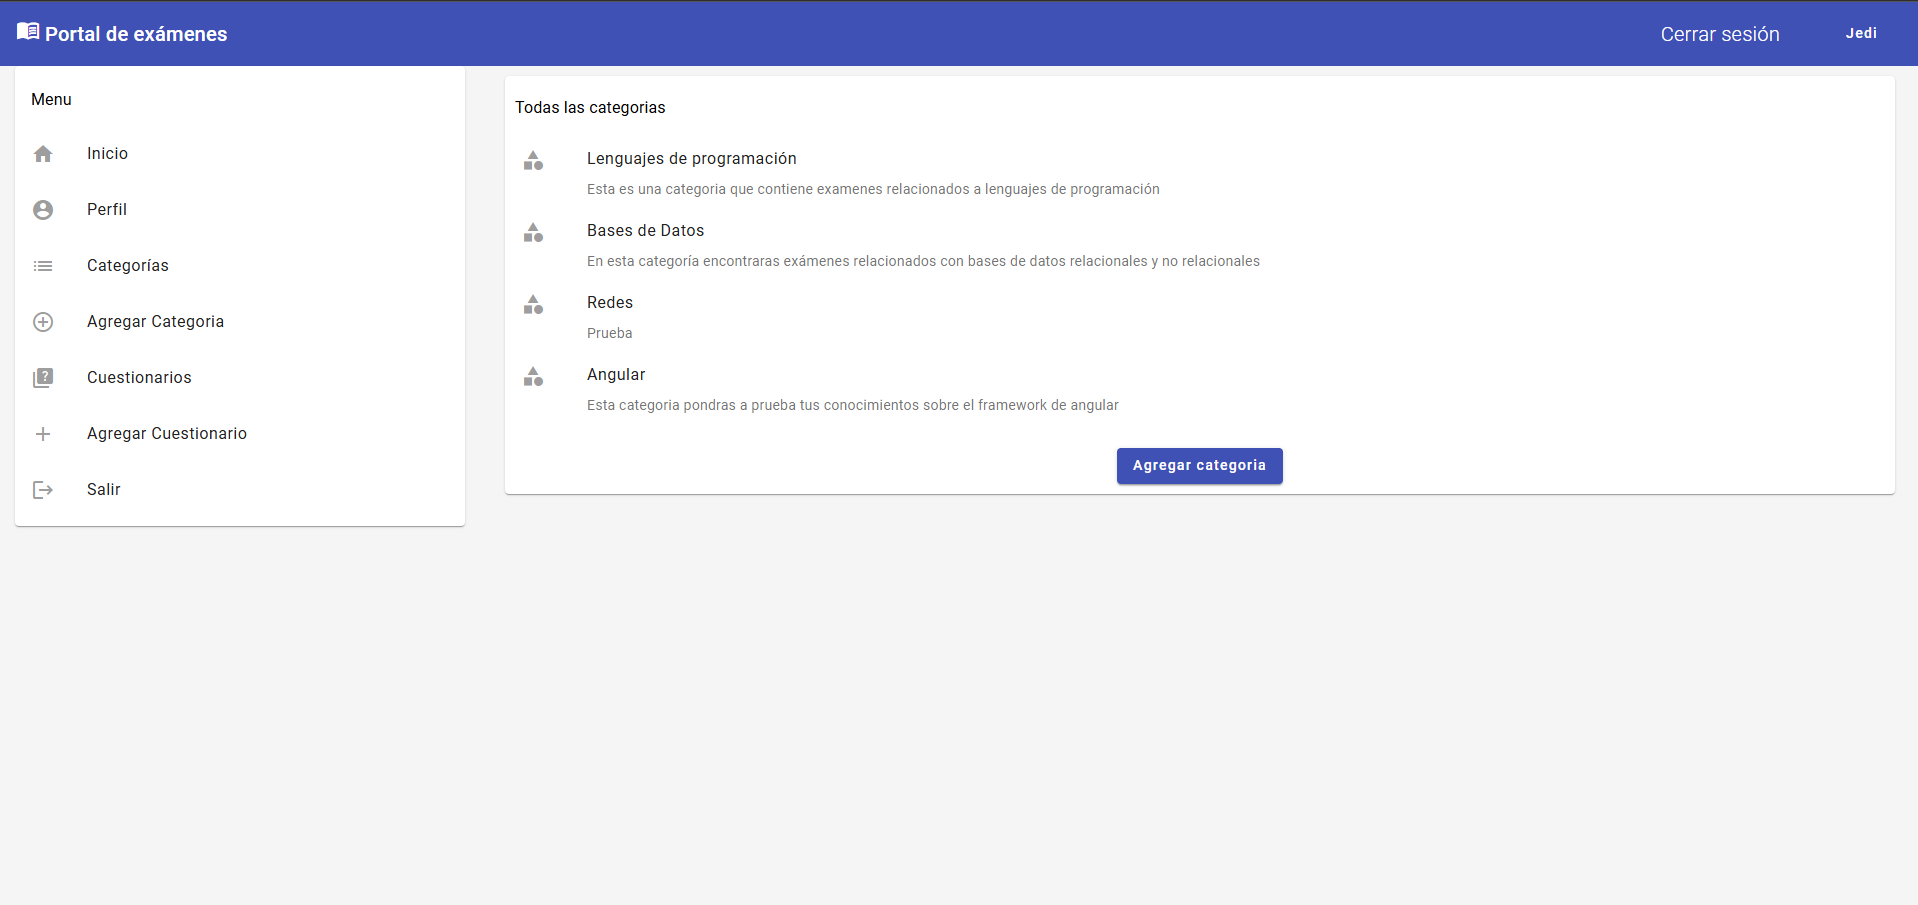 Portal de exámenes
Cerrar sesión
Jedi
Menu
Inicio
Perfil
Categorías
Agregar Categoria
Cuestionarios
Agregar Cuestionario
Salir
Todas las categorias
Lenguajes de programación
Esta es una categoria que contiene examenes relacionados a lenguajes de programación
Bases de Datos
En esta categoría encontraras exámenes relacionados con bases de datos relacionales y no relacionales
Redes
Prueba
Angular
Esta categoria pondras a prueba tus conocimientos sobre el framework de angular
Agregar categoria